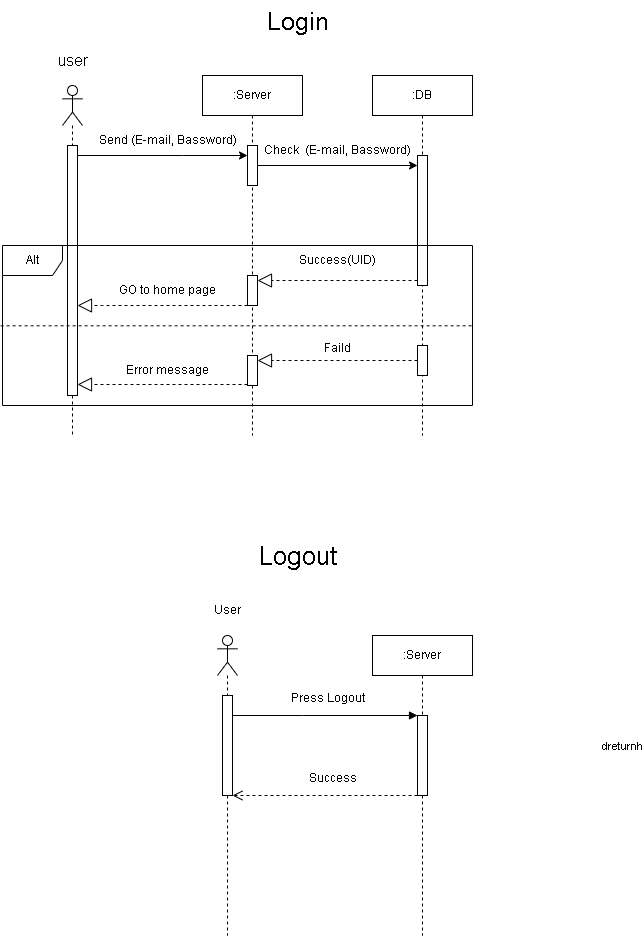 Login
user
:Server
:DB
Send (E-mail, Bassword)
Check (E-mail, Bassword)
Alt
Success(UID)
GO to home page
Faild
Error message
Logout
User
:Server
Press Logout
dreturnh
Success